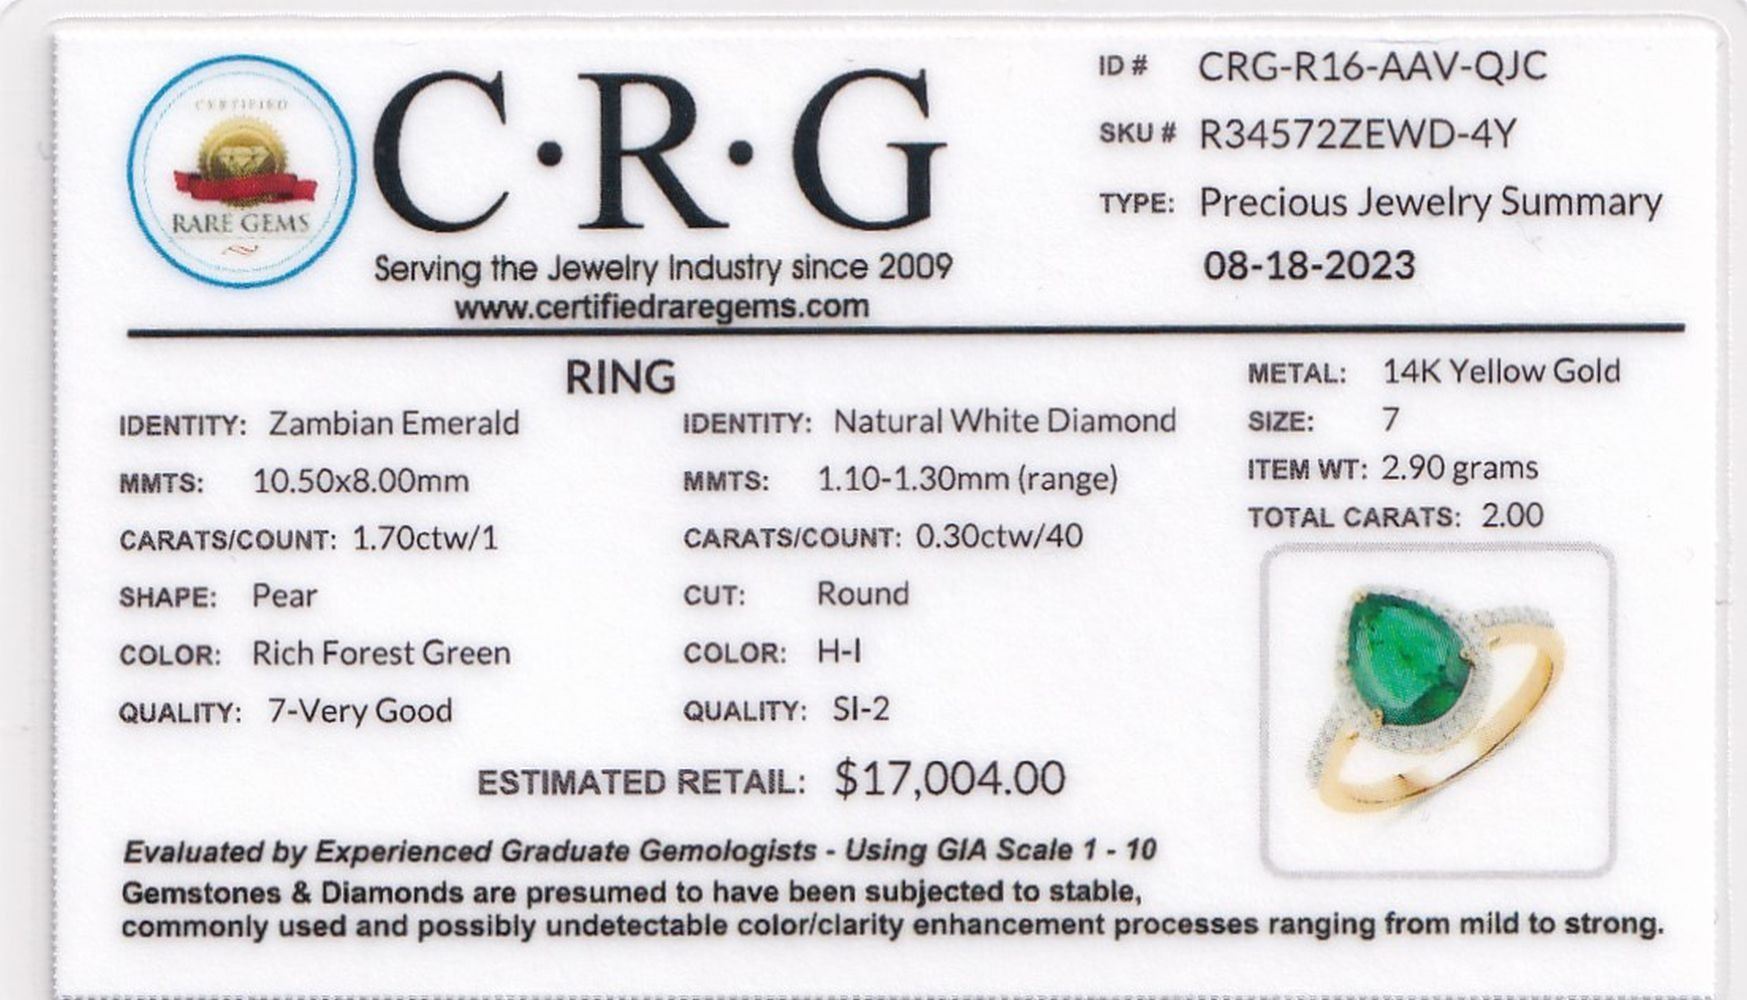 CERTIFIED
RARE GEMS
C·R·G
Serving the Jewelry Industry since 2009
www.certifiedraregems.com
ID # CRG-R16-AAV-QJC
SKU # R34572ZEWD-4Y
TYPE: Precious Jewelry Summary
08-18-2023
RING
IDENTITY: Zambian Emerald
MMTS: 10.50x8.00mm
CARATS/COUNT: 1.70ctw/1
SHAPE: Pear
COLOR: Rich Forest Green
QUALITY: 7-Very Good
IDENTITY: Natural White Diamond
MMTS: 1.10-1.30mm (range)
CARATS/COUNT: 0.30ctw/40
CUT: Round
COLOR: H-I
QUALITY: SI-2
METAL: 14K Yellow Gold
SIZE: 7
ITEM WT: 2.90 grams
TOTAL CARATS: 2.00
ESTIMATED RETAIL: $17,004.00
Evaluated by Experienced Graduate Gemologists - Using GIA Scale 1 - 10
Gemstones & Diamonds are presumed to have been subjected to stable,
commonly used and possibly undetectable color/clarity enhancement processes ranging from mild to strong.